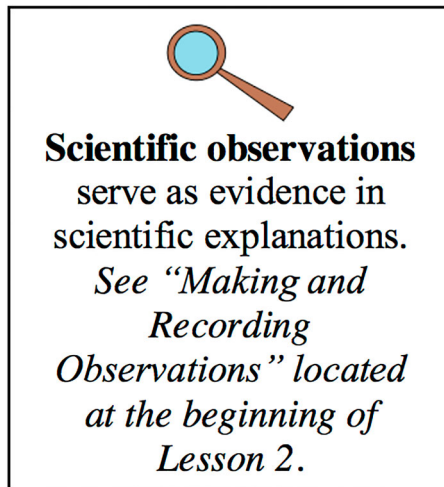 Scientific observations
serve as evidence in
scientific explanations.
See “Making and
Recording
Observations” located
at the beginning of
Lesson 2.